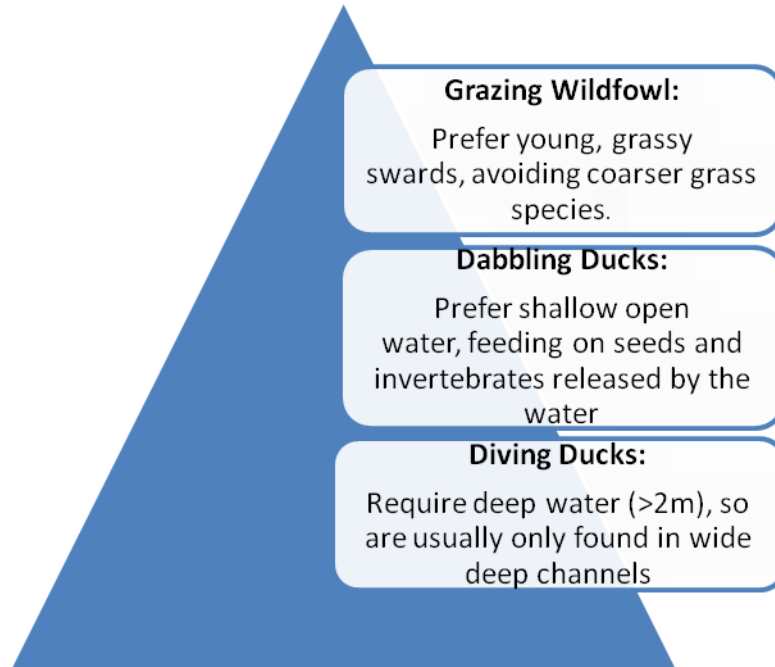 Grazing Wildfowl:
Prefer young, grassy
swards, avoiding coarser grass
species.
Dabbling Ducks:
Prefer shallow open
water, feeding on seeds and
invertebrates released by the
water
Diving Ducks:
Require deep water (>2m), so
are usually only found in wide
deep channels